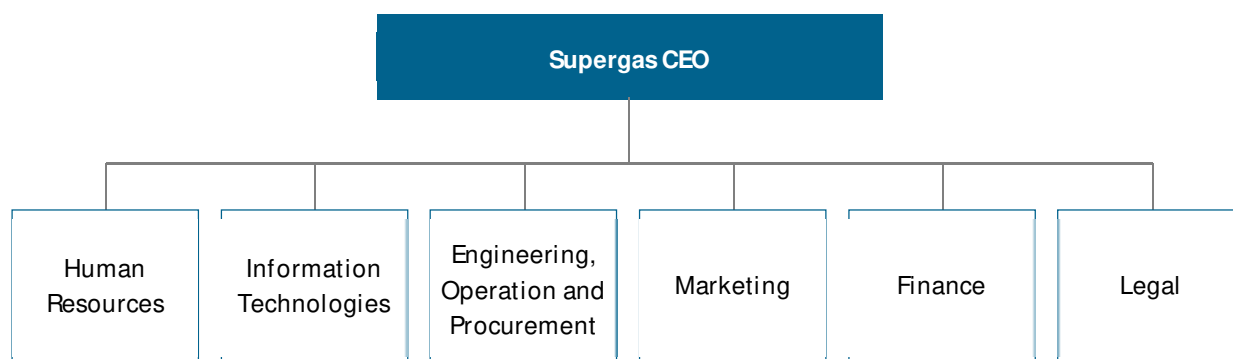 Supergas CEO
Human
Resources
Information
Technologies
Engineering,
Operation and
Procurement
Marketing
Finance
Legal